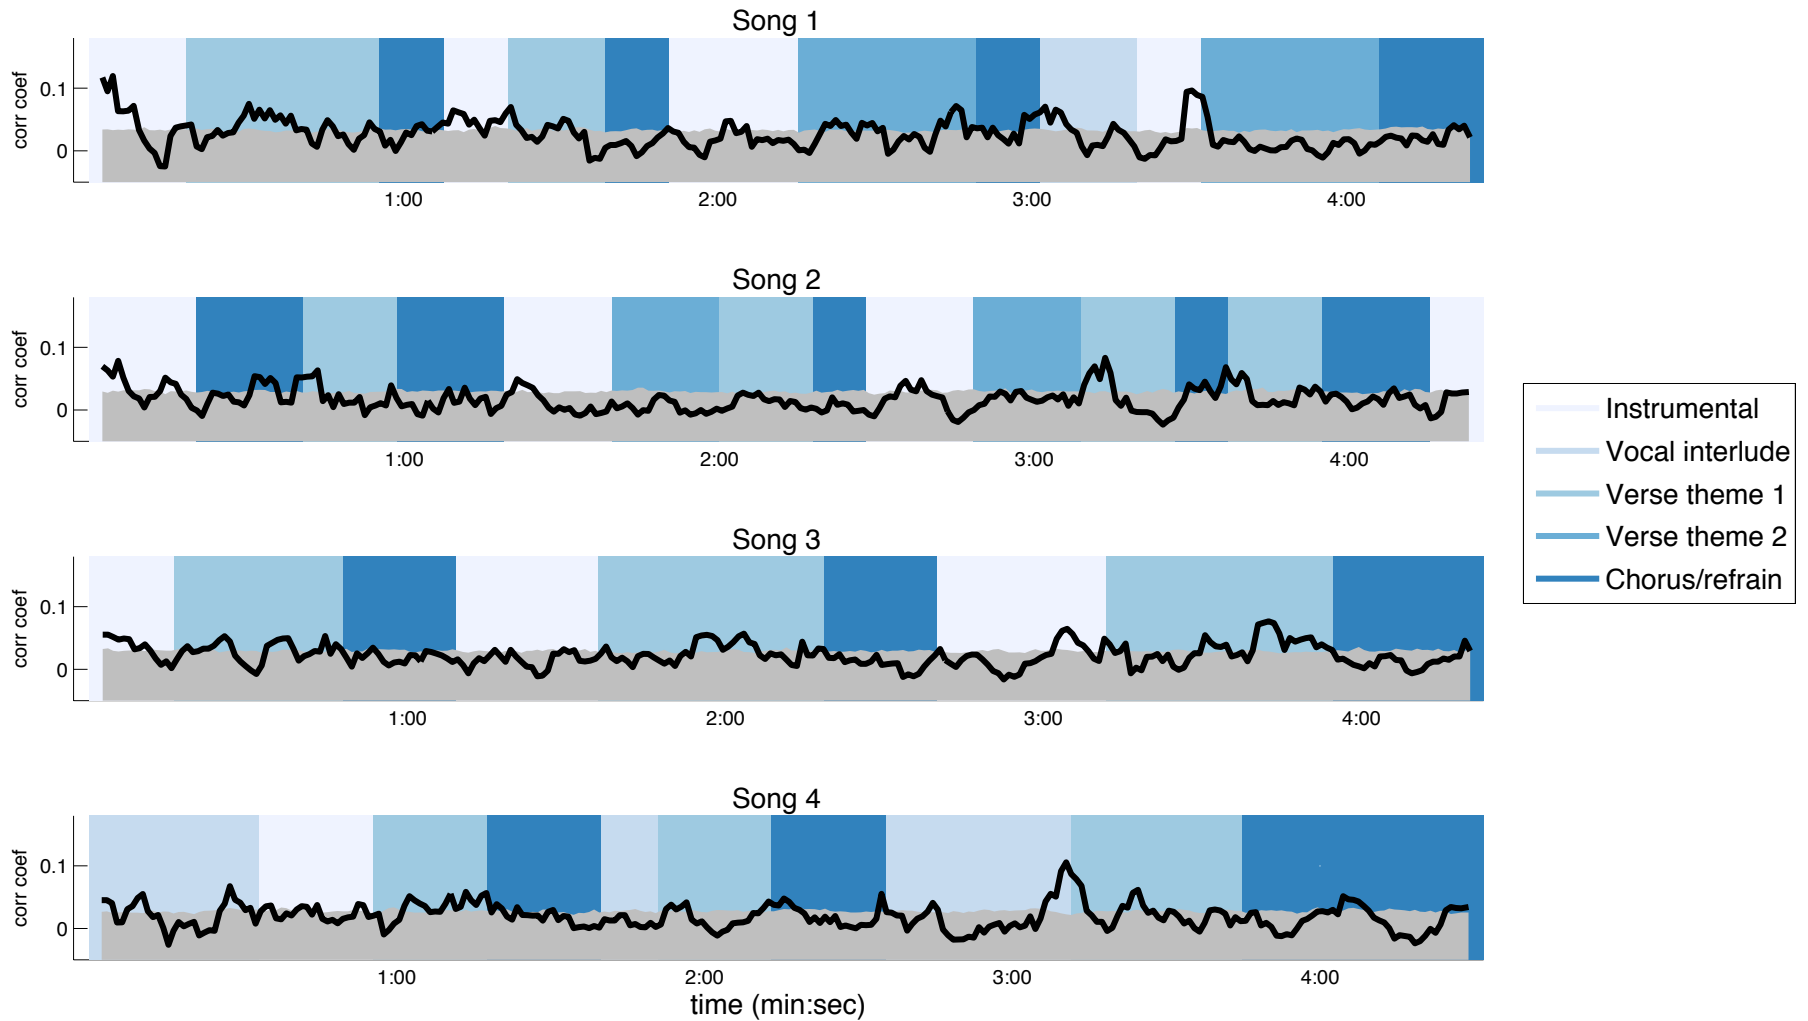 Song 1
corr coef
0.1
0
1:00 2:00 3:00 4:00
Song 2
corr coef
0.1
0
1:00 2:00 3:00 4:00
Instrumental
Vocal interlude
Verse theme 1
Verse theme 2
Chorus/refrain
Song 3
corr coef
0.1
0
1:00 2:00 3:00 4:00
Song 4
corr coef
0.1
0
1:00 2:00 3:00 4:00
time (min:sec)